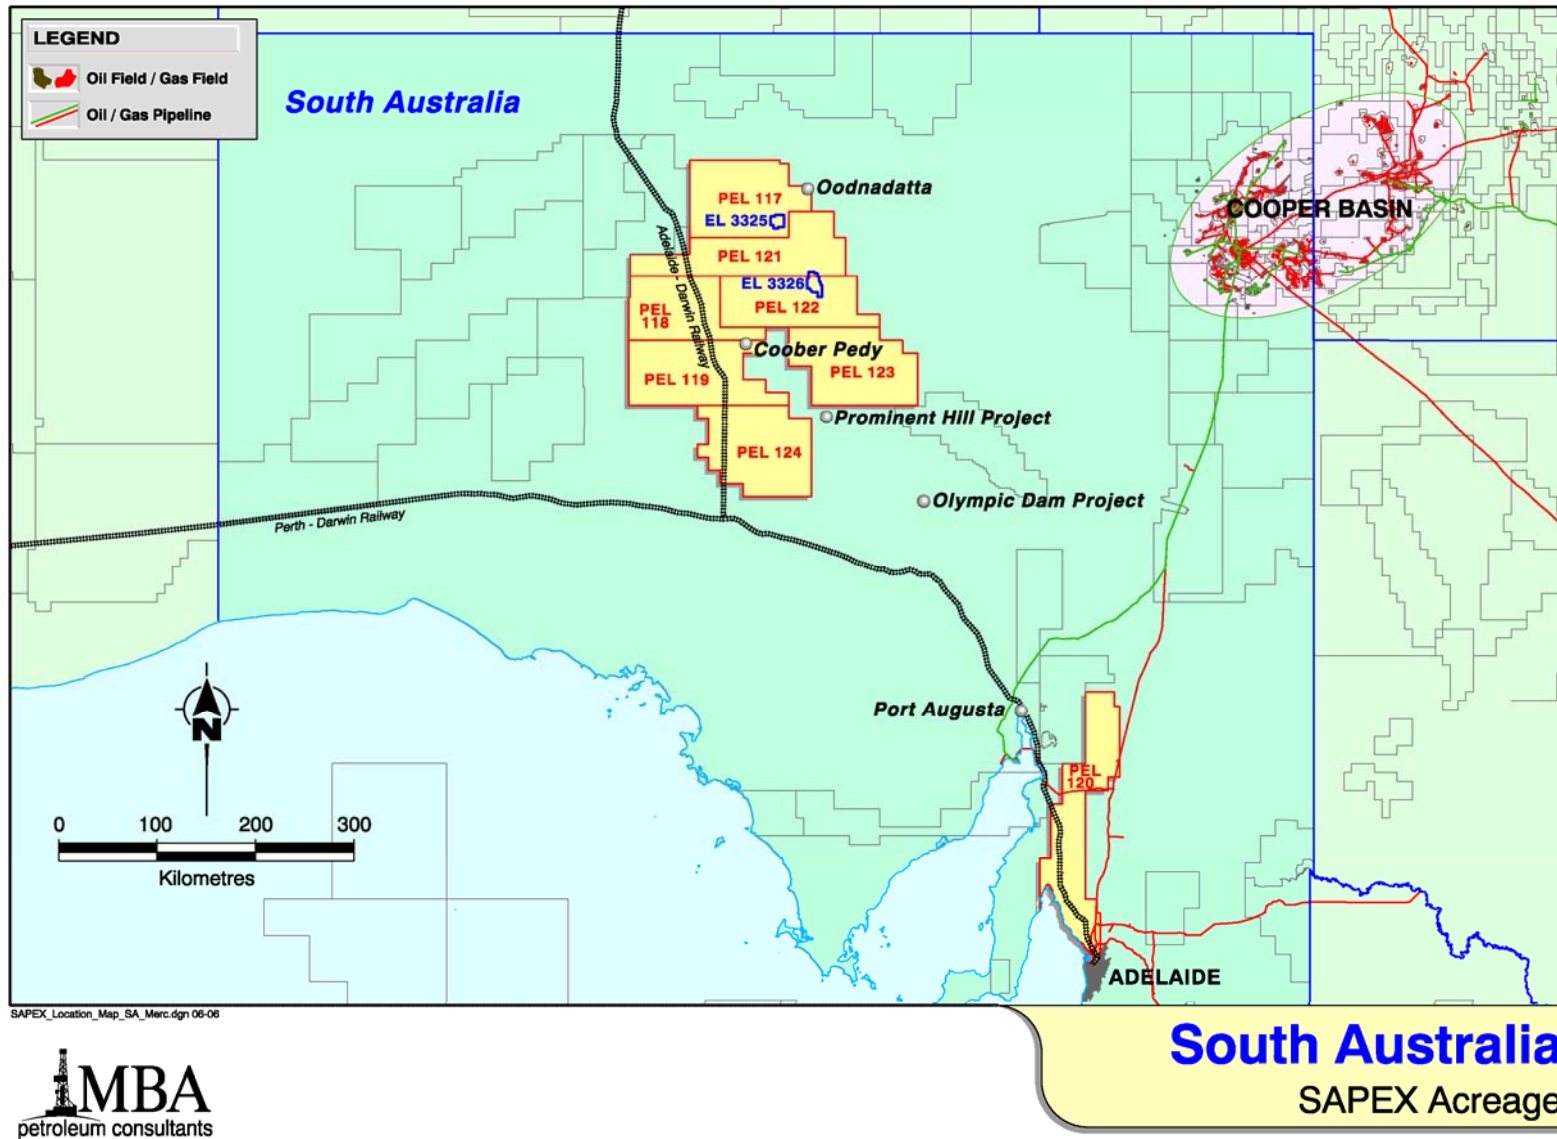 LEGEND
Oil Field / Gas Field
Oil / Gas Pipeline
South Australia
PEL 117
Oodnadatta
EL 3325
COOPER BASIN
PEL 121
Adelaide - Darwin Railway
EL 3326
PEL 122
PEL
118
Coober Pedy
PEL 119
PEL 123
Prominent Hill Project
PEL 124
Olympic Dam Project
Perth - Darwin Railway
Port Augusta
N
PEL
120
0 100 200 300
Kilometres
ADELAIDE
SAPEX_Location_Map_SA_Merc.dgn 06-06
South Australia
SAPEX Acreage
MBA
petroleum consultants